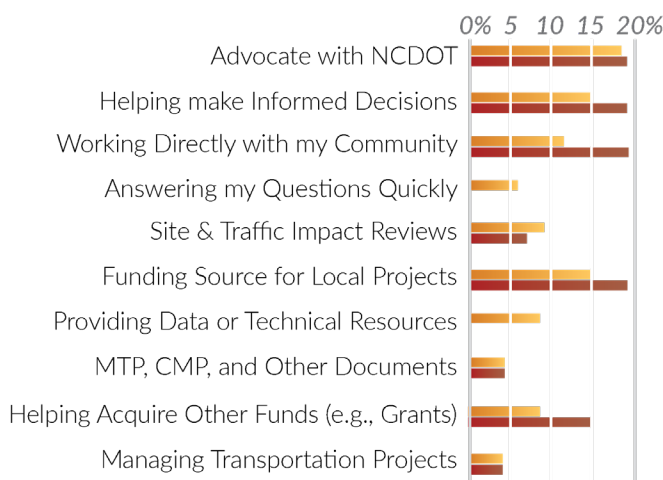 0% 5 10 15 20%
Advocate with NCDOT
Helping make Informed Decisions
Working Directly with my Community
Answering my Questions Quickly
Site & Traffic Impact Reviews
Funding Source for Local Projects
Providing Data or Technical Resources
MTP, CMP, and Other Documents
Helping Acquire Other Funds (e.g., Grants)
Managing Transportation Projects